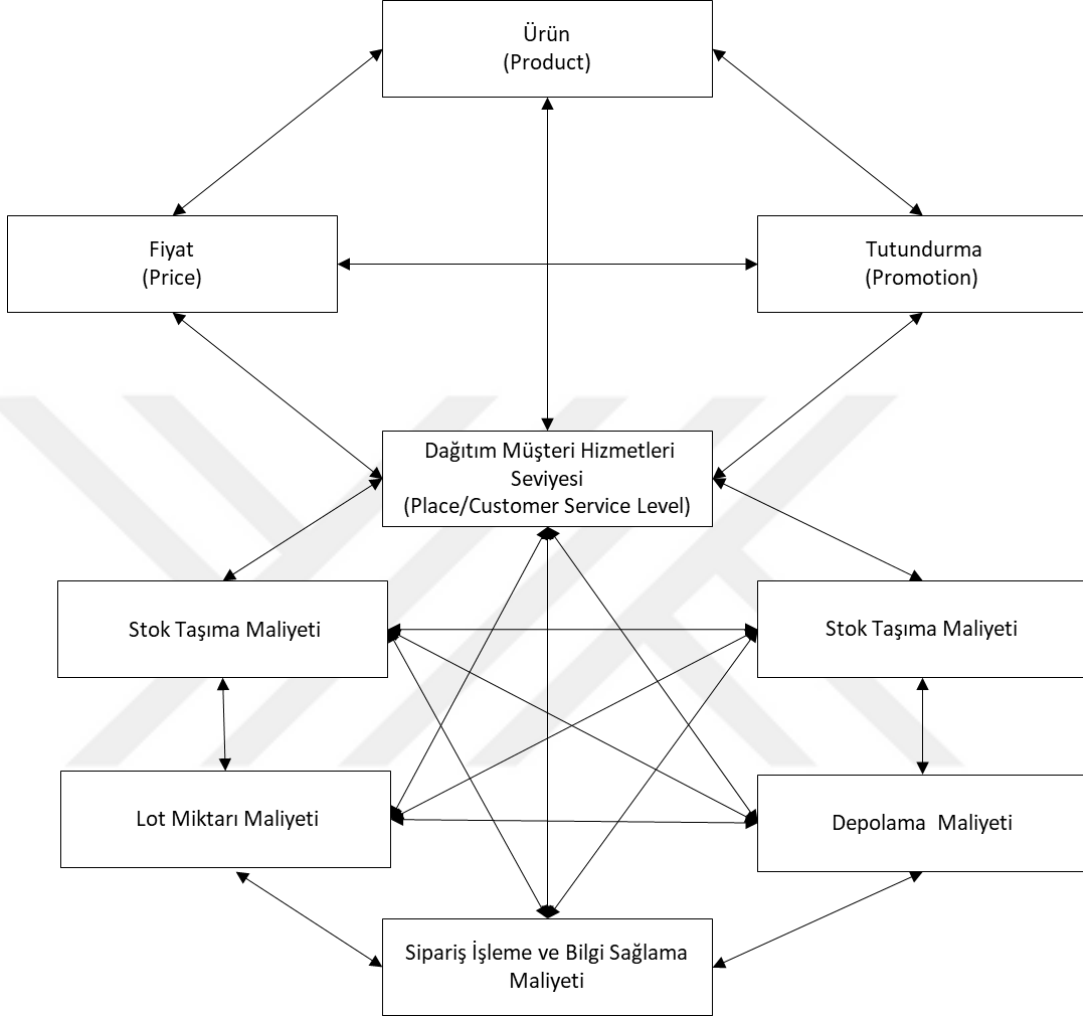 Ürün
(Product)
Fiyat
(Price)
Tutundurma
(Promotion)
Dağıtım Müşteri Hizmetleri
Seviyesi
(Place/Customer Service Level)
Stok Taşıma Maliyeti
Stok Taşıma Maliyeti
Lot Miktarı Maliyeti
Depolama Maliyeti
Sipariş İşleme ve Bilgi Sağlama
Maliyeti